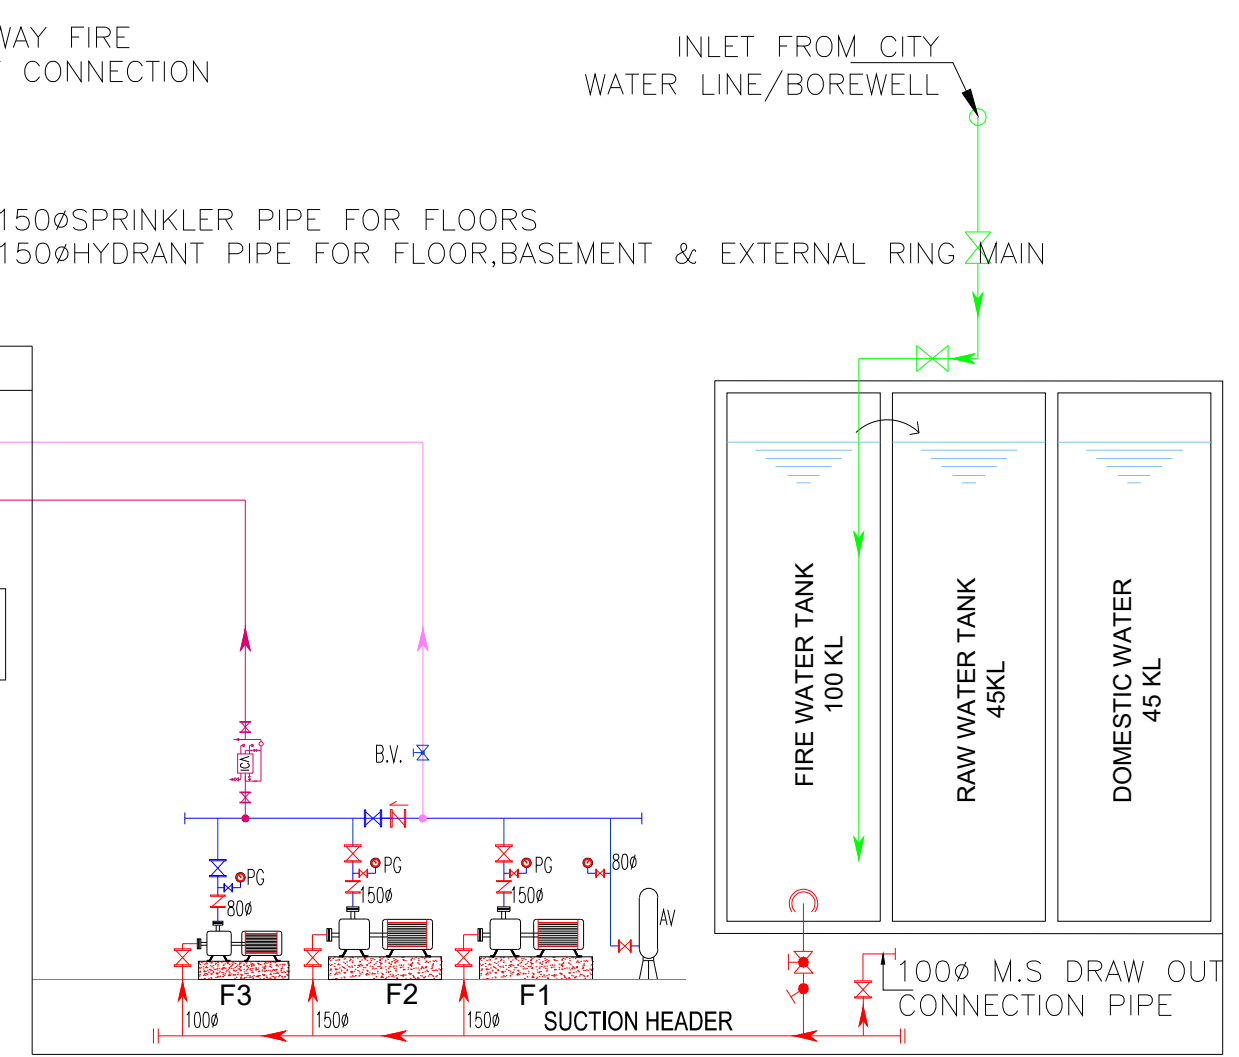 WAY FIRE
CONNECTION
INLET FROM CITY
WATER LINE/BOREWELL
150øSPRINKLER PIPE FOR FLOORS
150øHYDRANT PIPE FOR FLOOR,BASEMENT & EXTERNAL RING MAIN
FIRE WATER TANK
100 KL
RAW WATER TANK
45KL
DOMESTIC WATER
45 KL
B.V.
ICV
PG
PG
PG
80ø
80ø
150ø
150ø
AV
F3
F2
F1
100ø
150ø
150ø
SUCTION HEADER
100ø M.S DRAW OUT
CONNECTION PIPE